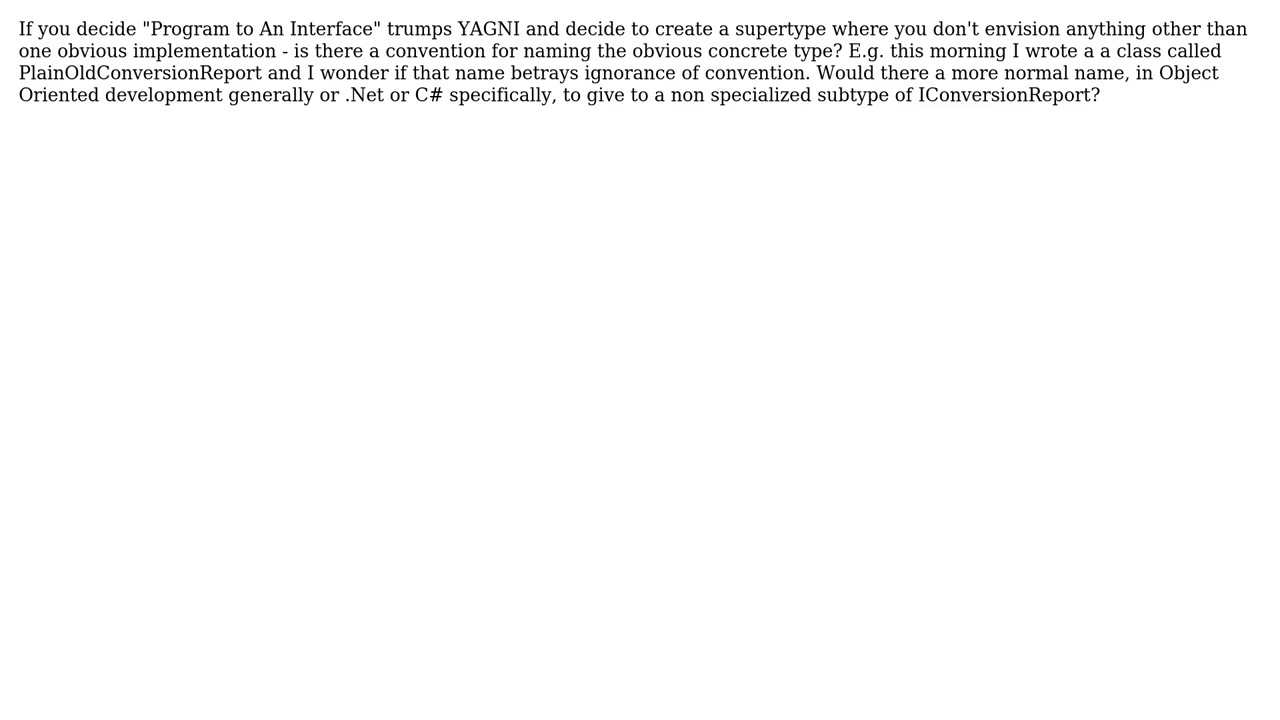 If you decide "Program to An Interface" trumps YAGNI and decide to create a supertype where you don't envision anything other than
one obvious implementation - is there a convention for naming the obvious concrete type? E.g. this morning I wrote a a class called
PlainOldConversionReport and I wonder if that name betrays ignorance of convention. Would there a more normal name, in Object
Oriented development generally or .Net or C# specifically, to give to a non specialized subtype of IConversionReport?